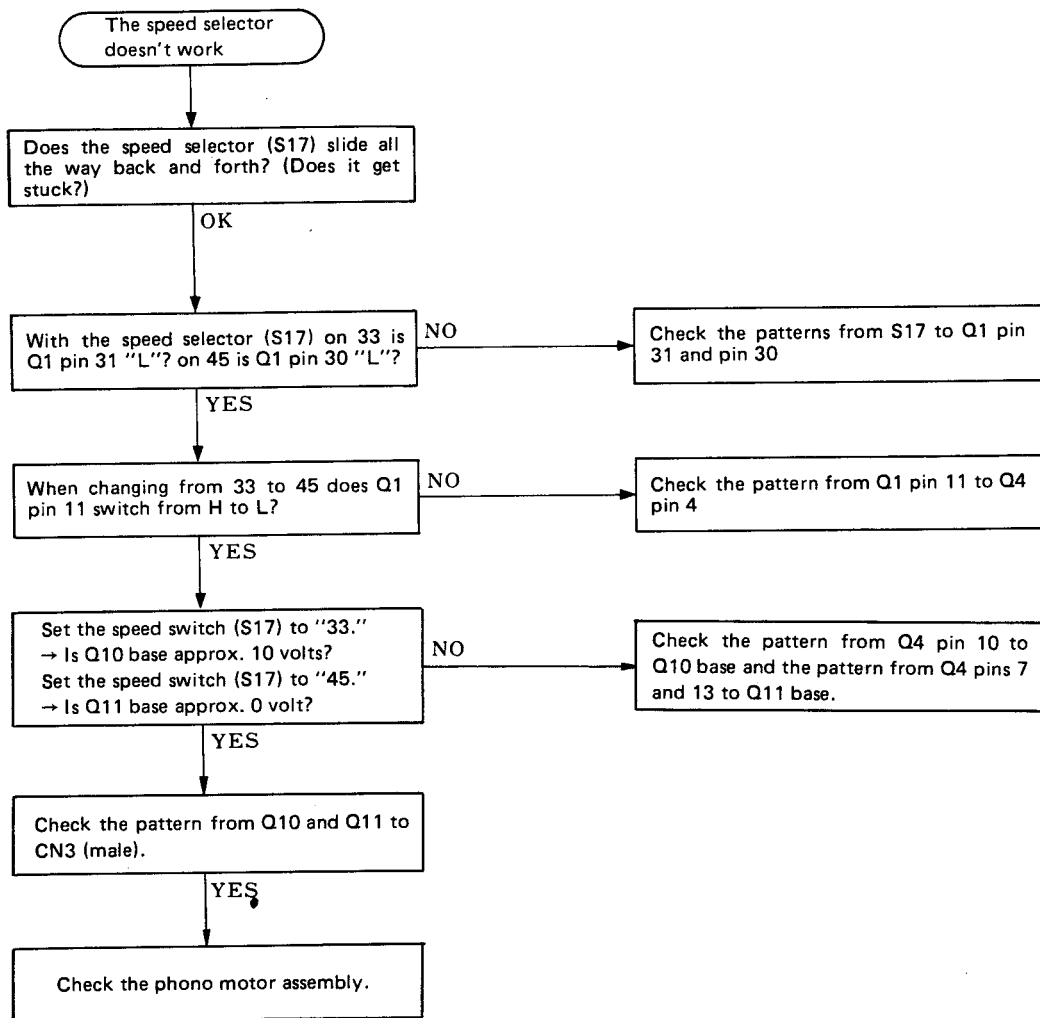 The speed selector
doesn't work
Does the speed selector (S17) slide all
the way back and forth? (Does it get
stuck?)
OK
With the speed selector (S17) on 33 is
Q1 pin 31 "L"? on 45 is Q1 pin 30 "L"?
NO
Check the patterns from S17 to Q1 pin
31 and pin 30
YES
When changing from 33 to 45 does Q1
pin 11 switch from H to L?
NO
Check the pattern from Q1 pin 11 to Q4
pin 4
YES
Set the speed switch (S17) to "33."
→ Is Q10 base approx. 10 volts?
Set the speed switch (S17) to "45."
→ Is Q11 base approx. 0 volt?
NO
Check the pattern from Q4 pin 10 to
Q10 base and the pattern from Q4 pins 7
and 13 to Q11 base.
YES
Check the pattern from Q10 and Q11 to
CN3 (male).
YES
Check the phono motor assembly.